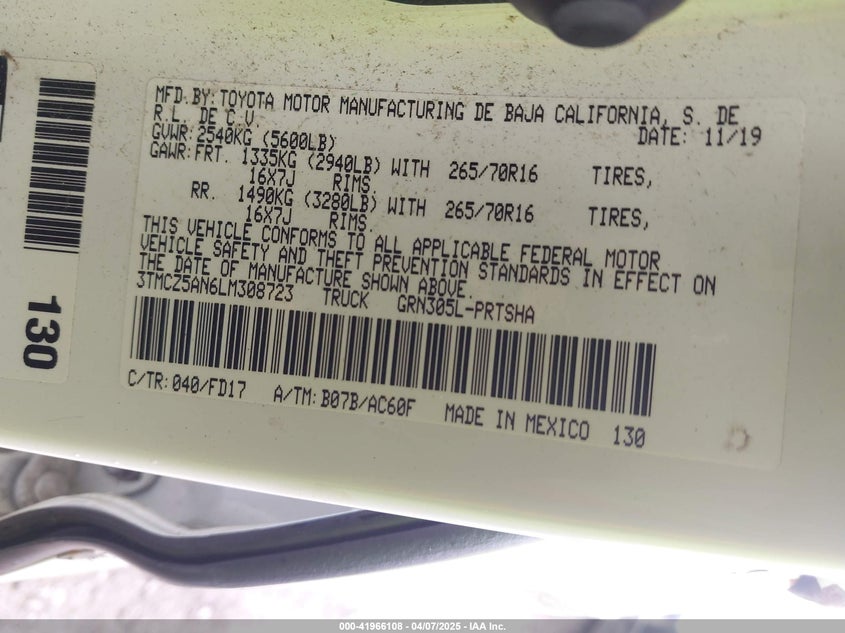 MFD.BY:TOYOTA MOTOR MANUFACTURING DE BAJA CALIFORNIA, S. DE
R.L. DE C.V. DATE: 11/19
GVWR:2540KG (5600LB)
GAWR:FRT. 1335KG (2940LB) WITH 265/70R16 TIRES,
16X7J RIMS.
RR. 1490KG (3280LB) WITH 265/70R16 TIRES,
16X7J RIMS.
THIS VEHICLE CONFORMS TO ALL APPLICABLE FEDERAL MOTOR
VEHICLE SAFETY AND THEFT PREVENTION STANDARDS IN EFFECT ON
THE DATE OF MANUFACTURE SHOWN ABOVE.
3TMCZ5AN6LM308723 TRUCK GRN305L-PRTSHA
C/TR:040/FD17 A/TM:B07B/AC60F MADE IN MEXICO 130
130
000-41966108 - 04/07/2025 - IAA Inc.